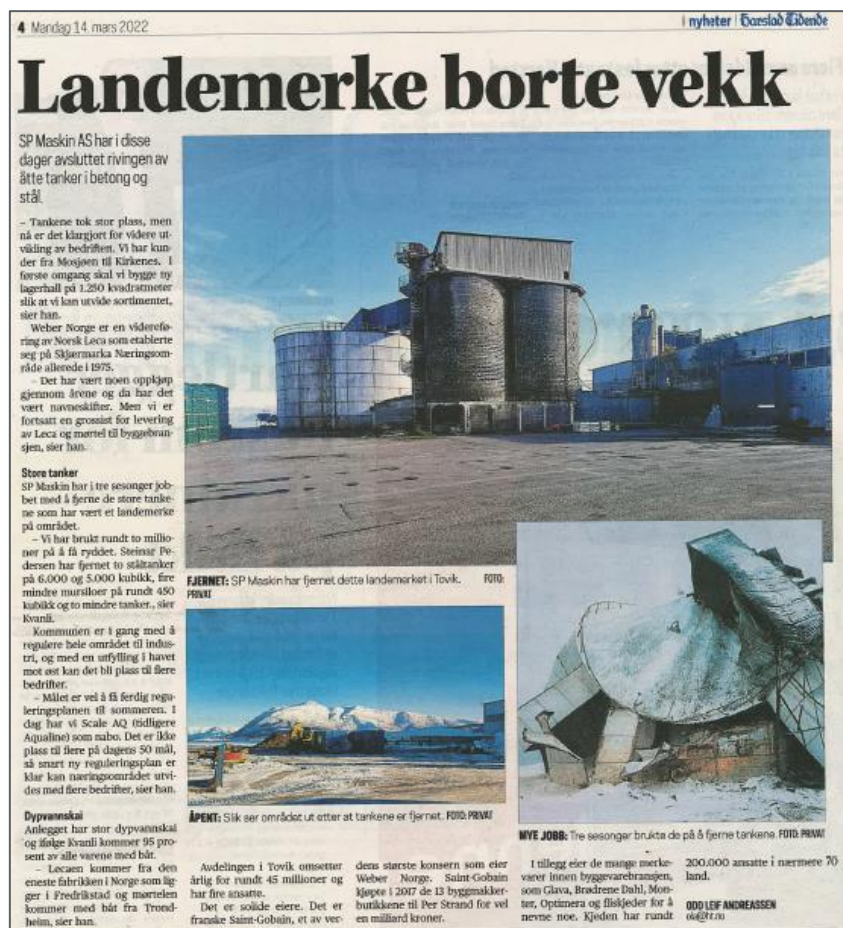 4 Mandag 14. mars 2022
i nyheter | Harstad Tidende
Landemerke borte vekk
SP Maskin AS har i disse
dager avsluttet rivingen av
åtte tanker i betong og
stål.
– Tankene tok stor plass, men
nå er det klargjort for videre ut-
vikling av bedriften. Vi har kun-
der fra Mosjøen til Kirkenes. I
første omgang skal vi bygge ny
lagerhall på 1.250 kvadratmeter
slik at vi kan utvide sortimentet,
sier han.
Weber Norge er en viderefø-
ring av Norsk Leca som etablerte
seg på Skjærmarka Næringsom-
råde allerede i 1975.
– Det har vært noen oppkjøp
gjennom årene og da har det
vært navneskifter. Men vi er
fortsatt en grossist for levering
av Leca og mørtel til byggebran-
sjen, sier han.
Store tanker
SP Maskin har i tre sesonger job-
bet med å fjerne de store tanke-
ne som har vært et landemerke
på området.
– Vi har brukt rundt to millio-
ner på å få ryddet. Steinar Pe-
dersen har fjernet to ståltanker
på 6.000 og 5.000 kubikk, fire
mindre mursiloer på rundt 450
kubikk og to mindre tanker., sier
Kvanli.
Kommunen er i gang med å
regulere hele området til indus-
tri, og med en utfylling i havet
mot øst kan det bli plass til flere
bedrifter.
– Målet er vel å få ferdig regu-
leringsplanen til sommeren. I
dag har vi Scale AQ (tidligere
Aqualine) som nabo. Det er ikke
plass til flere på dagens 50 mål,
så snart ny reguleringsplan er
klar kan næringsområdet utvi-
des med flere bedrifter, sier han.
Dypvannskai
Anlegget har stor dypvannskai
og ifølge Kvanli kommer 95 pro-
sent av alle varene med båt.
– Lecaen kommer fra den
eneste fabrikken i Norge som lig-
ger i Fredrikstad og mørtelen
kommer med båt fra Trond-
heim, sier han.
FJERNET: SP Maskin har fjernet dette landemerket i Tovik. FOTO:
PRIVAT
ÅPENT: Slik ser området ut etter at tankene er fjernet. FOTO: PRIVAT
MYE JOBB: Tre sesonger brukte de på å fjerne tankene. FOTO: PRIVAT
Avdelingen i Tovik omsetter
årlig for rundt 45 millioner og
har fire ansatte.
Det er solide eiere. Det er
franske Saint-Gobain, et av ver-
dens største konsern som eier
Weber Norge. Saint-Gobain
kjøpte i 2017 de 13 byggmakker-
butikkene til Per Strand for vel
en milliard kroner.
I tillegg eier de mange merke-
varer innen byggevarebransjen,
som Glava, Brødrene Dahl, Mon-
ter, Optimera og fliskjeder for å
nevne noe. Kjeden har rundt
200.000 ansatte i nærmere 70
land.
ODD LEIF ANDREASSEN
ola@ht.no